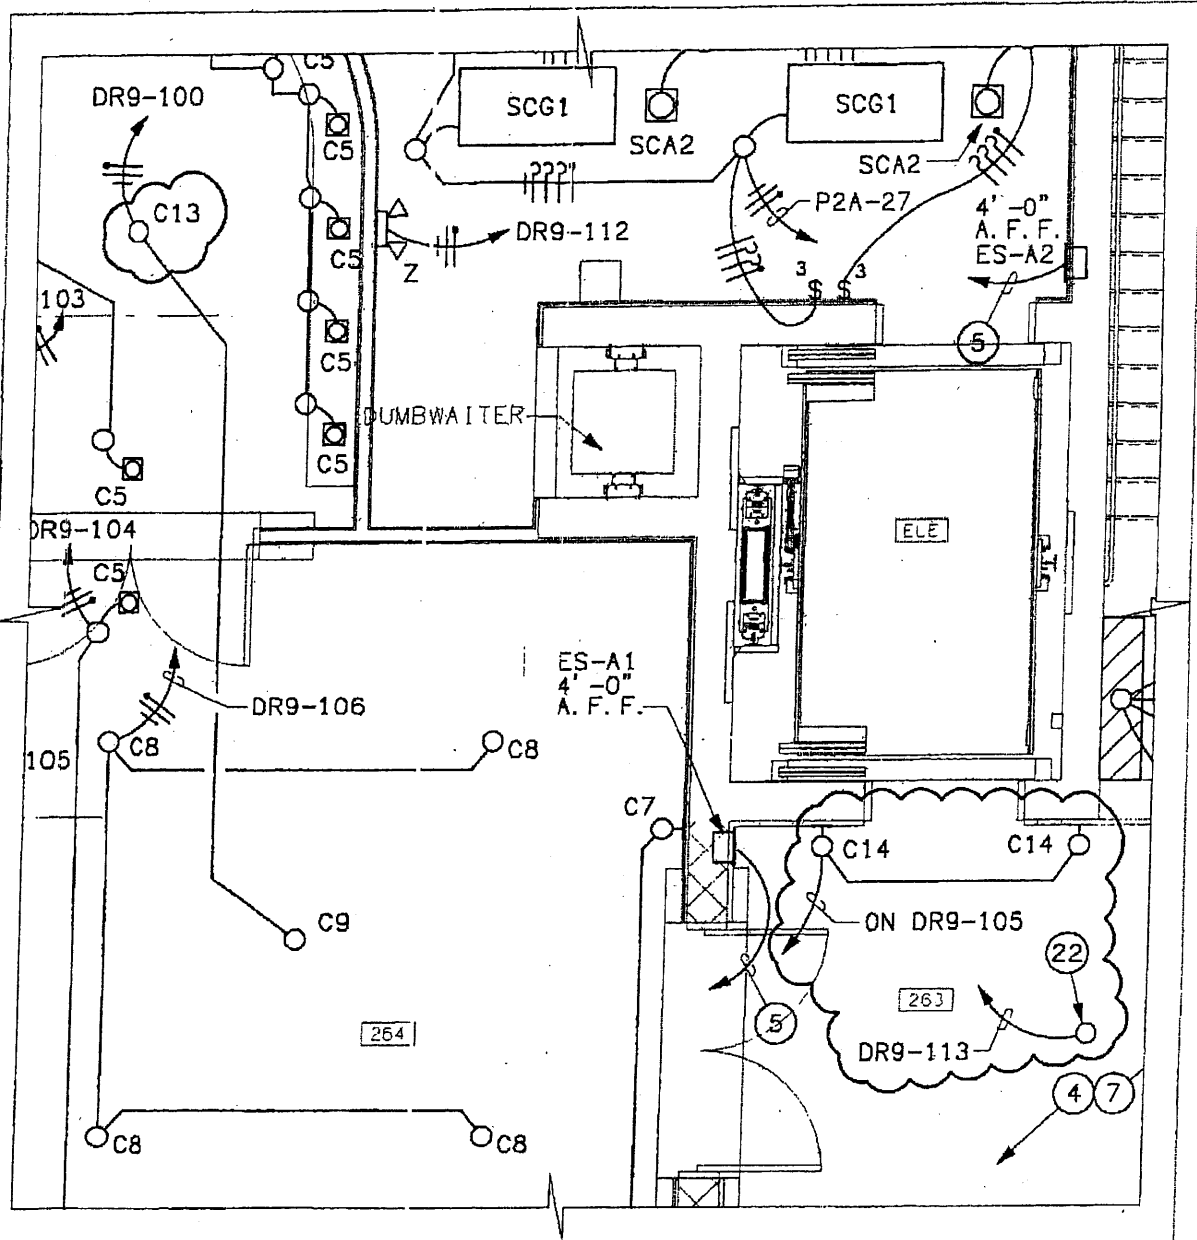 C5
DR9-100
SCG1
SCG1
C5
SCA2
SCA2
C13
P2A-27
4'-0"
A.F.F.
ES-A2
DR9-112
C5
Z
3
3
103
5
C5
DUMBWAITER
C5
C5
DR9-104
ELE
C5
ES-A1
4'-0"
A.F.F.
DR9-106
C8
C8
105
C7
C14
C14
C9
ON DR9-105
22
263
5
264
DR9-113
4
7
C8
C8